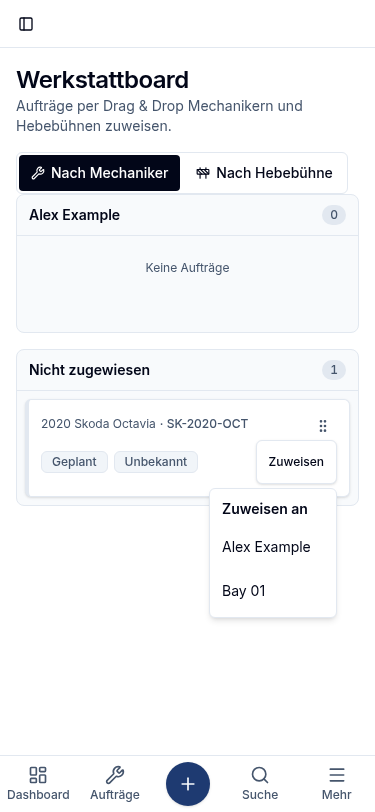 Werkstattboard
Aufträge per Drag & Drop Mechanikern und
Hebebühnen zuweisen.
Nach Mechaniker
Nach Hebebühne
Alex Example
0
Keine Aufträge
Nicht zugewiesen
1
2020 Skoda Octavia · SK-2020-OCT
Geplant
Unbekannt
Zuweisen
Zuweisen an
Alex Example
Bay 01
Dashboard
Aufträge
Suche
Mehr